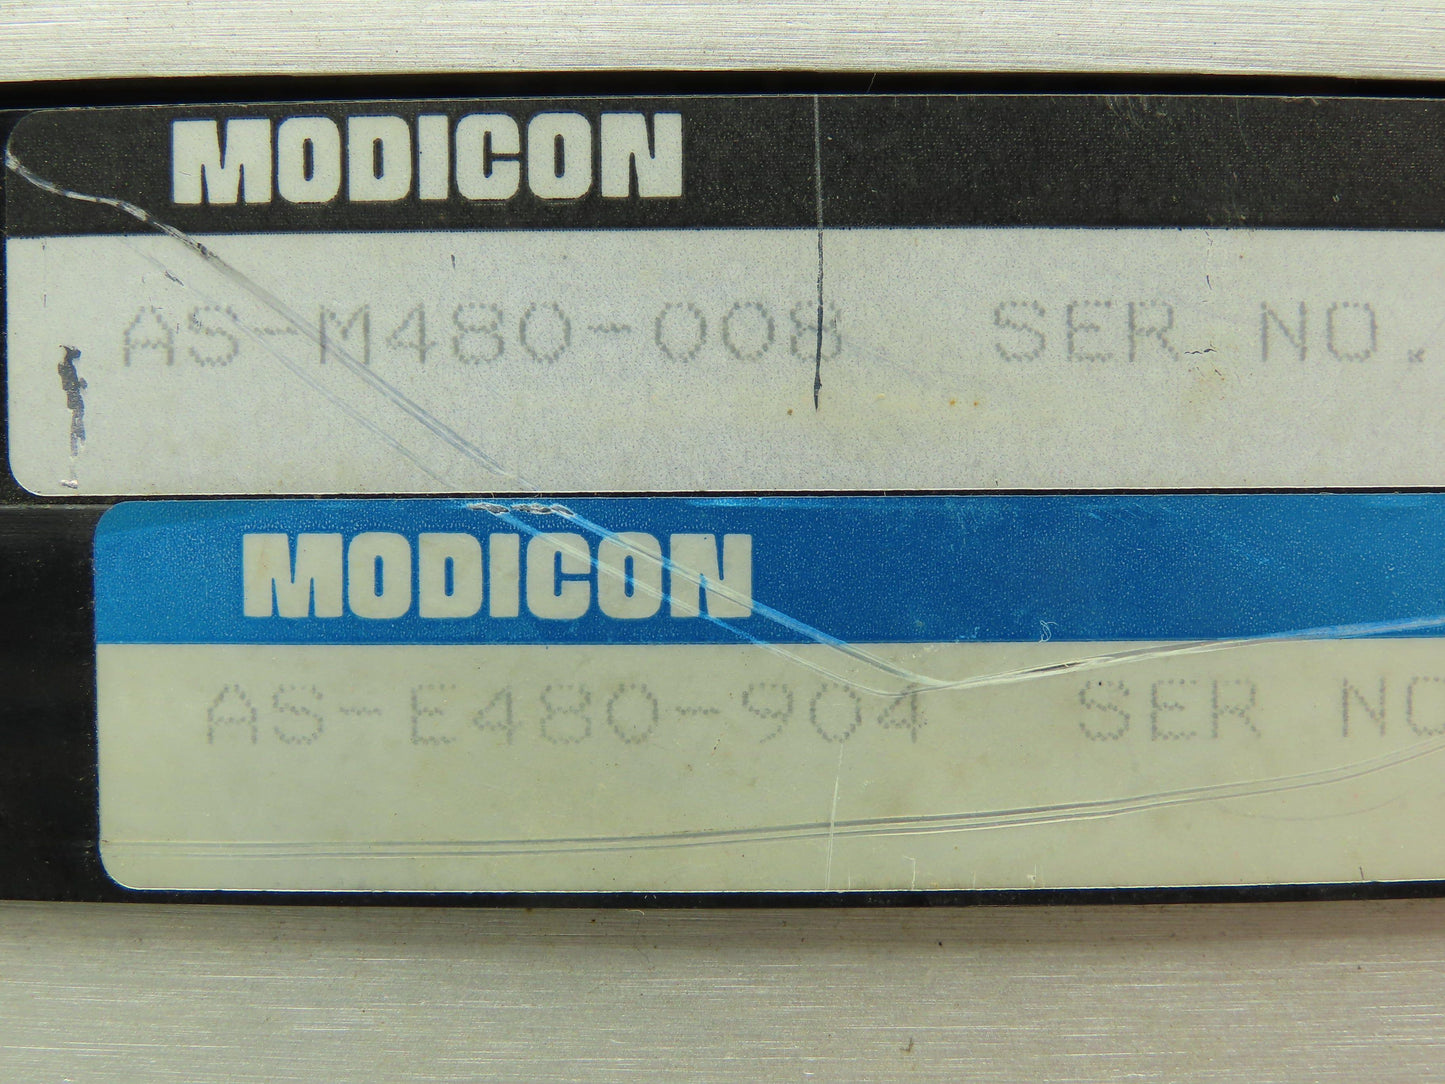 MODICON
AS-M480-008 SER NO.
MODICON
AS-E480-904 SER NO